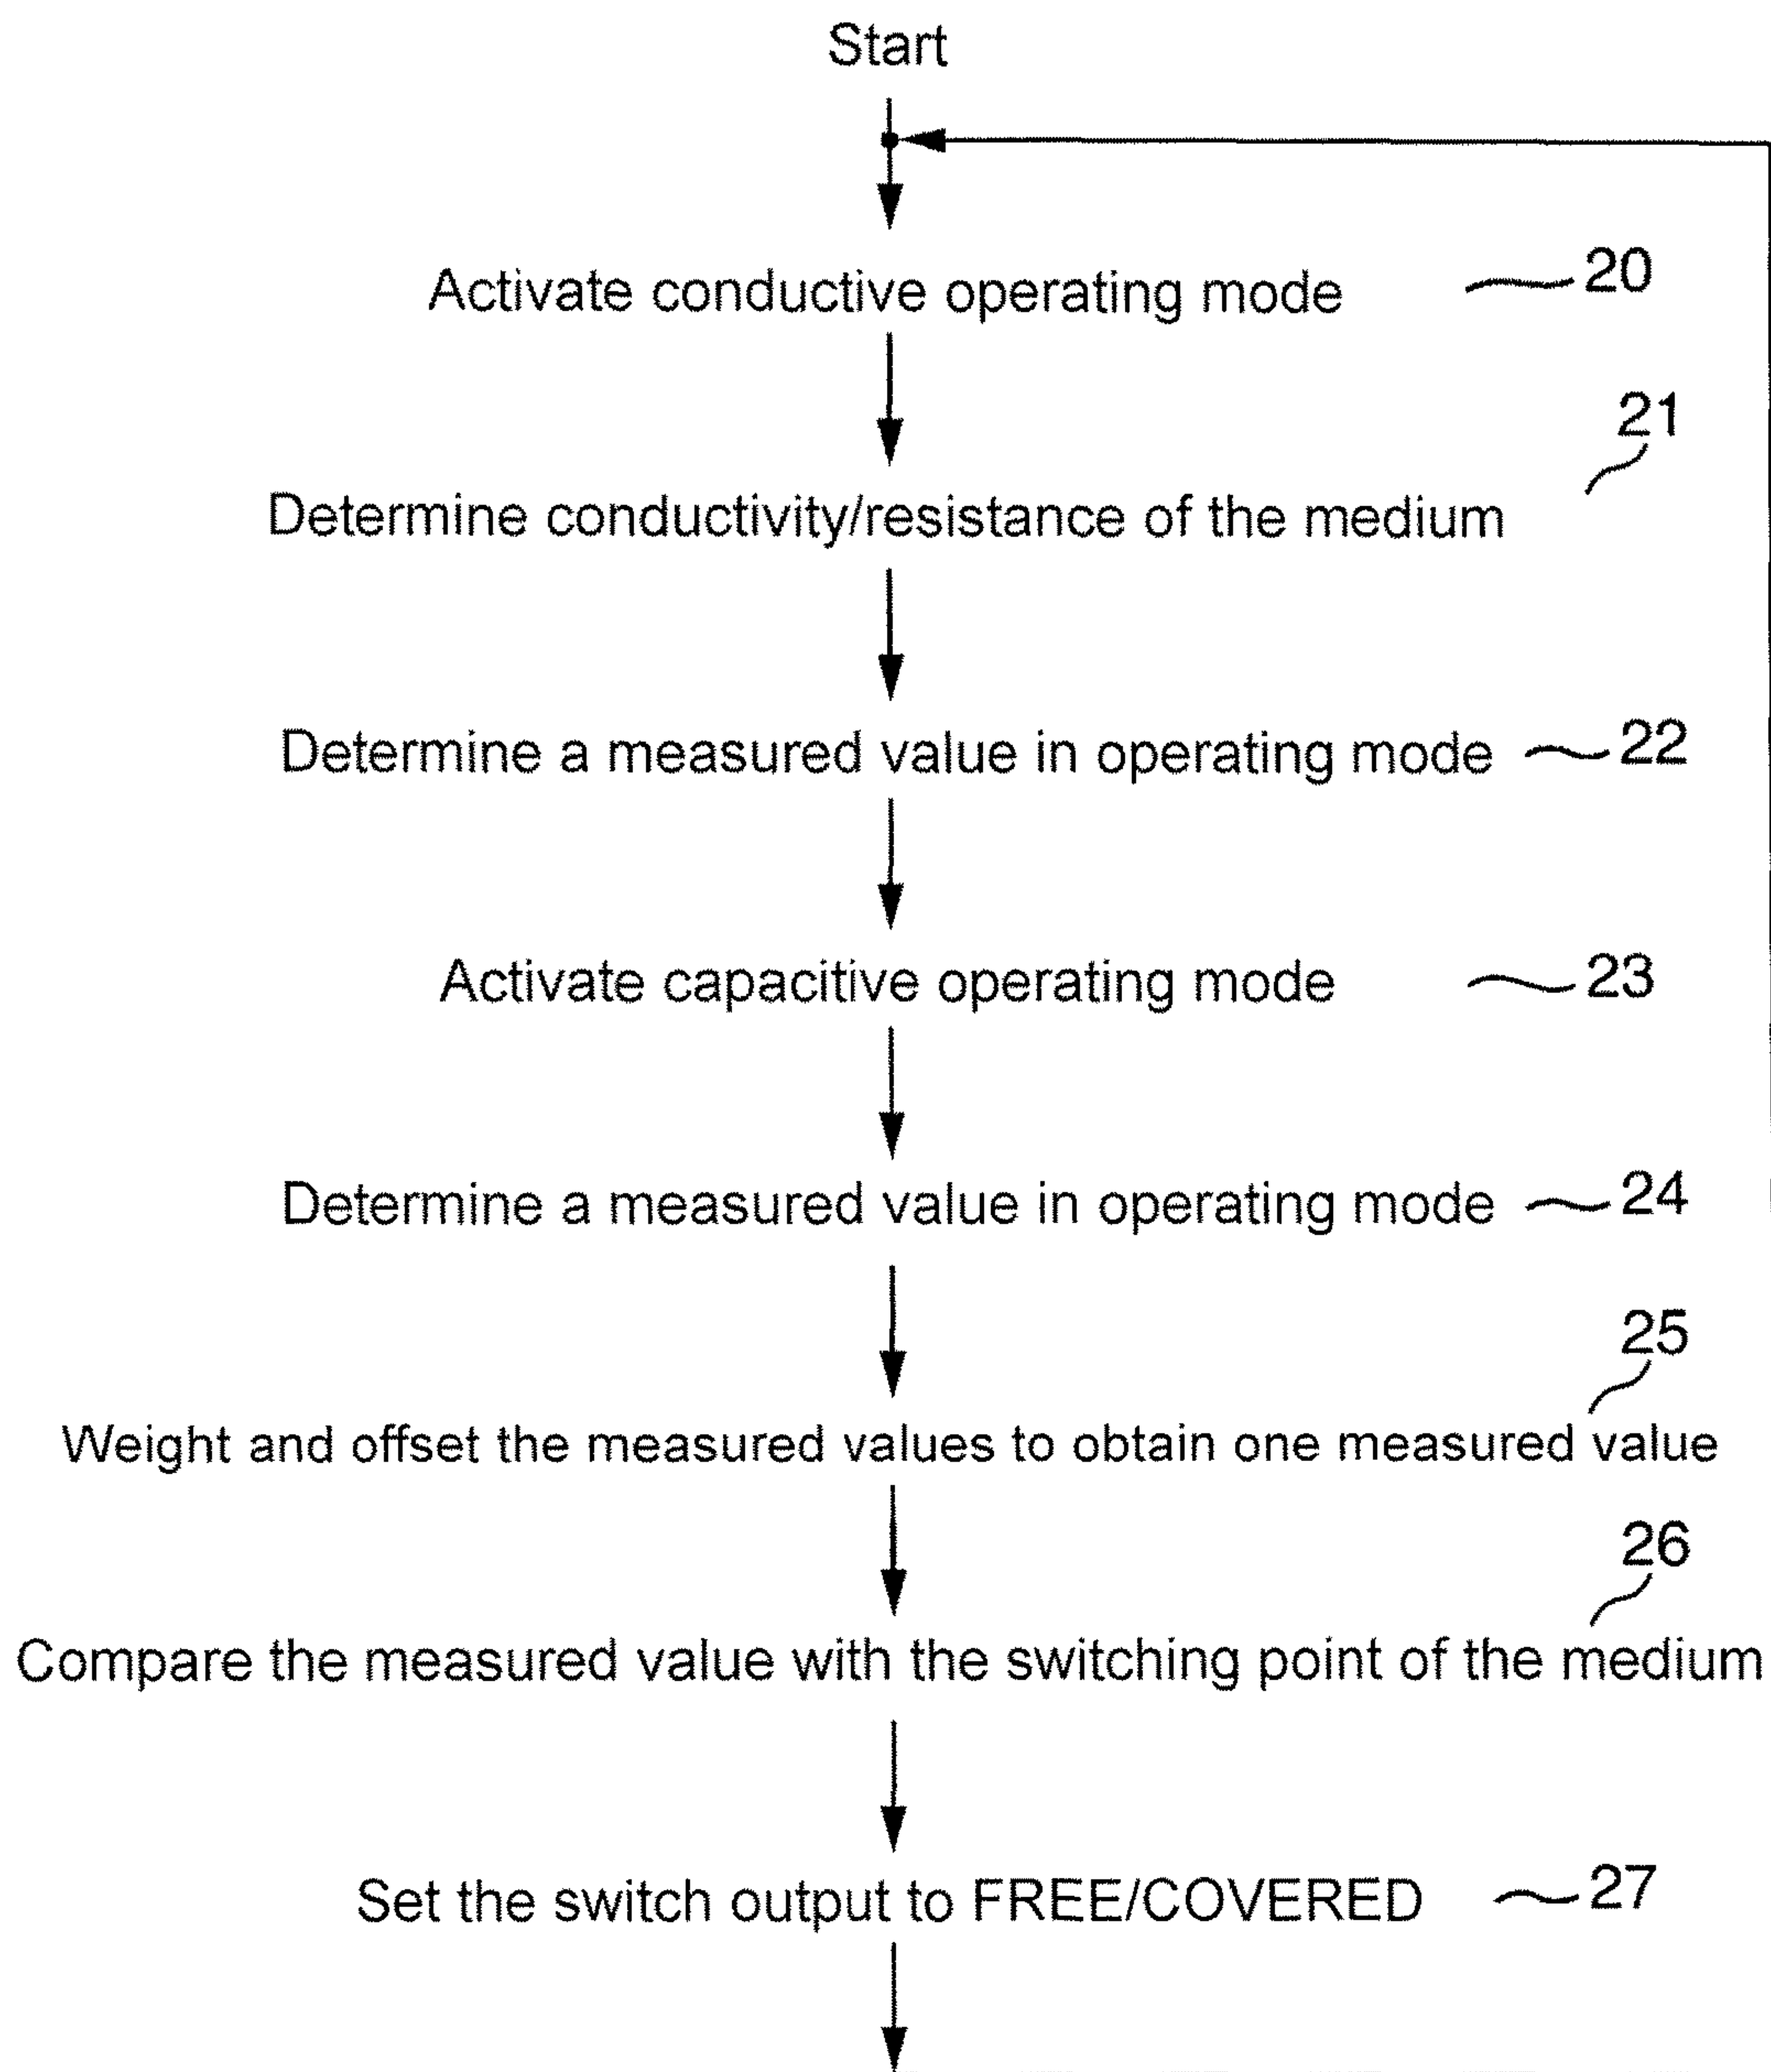 Start
Activate conductive operating mode 20
21
Determine conductivity/resistance of the medium
Determine a measured value in operating mode 22
Activate capacitive operating mode 23
Determine a measured value in operating mode 24
25
Weight and offset the measured values to obtain one measured value
26
Compare the measured value with the switching point of the medium
Set the switch output to FREE/COVERED 27